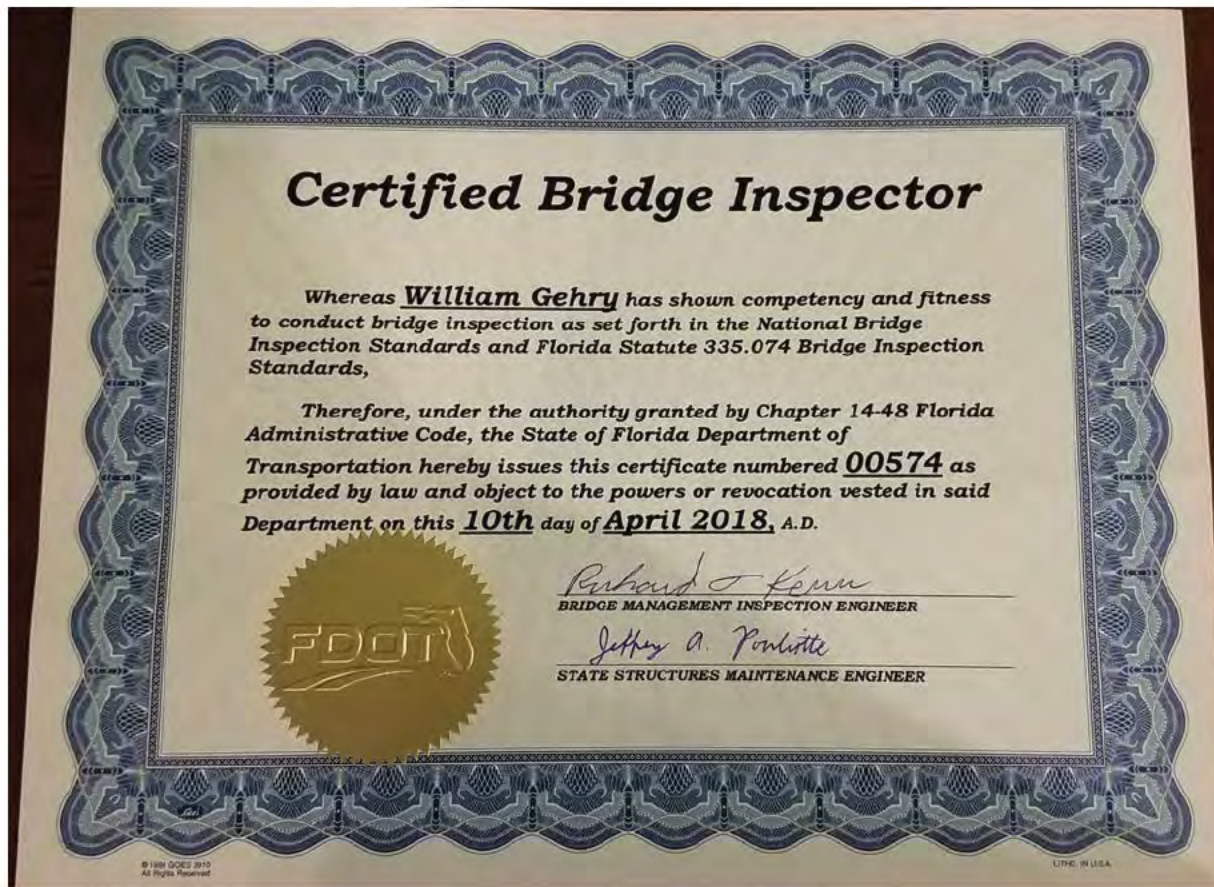 Certified Bridge Inspector
Whereas William Gehry has shown competency and fitness
to conduct bridge inspection as set forth in the National Bridge
Inspection Standards and Florida Statute 335.074 Bridge Inspection
Standards,
Therefore, under the authority granted by Chapter 14-48 Florida
Administrative Code, the State of Florida Department of
Transportation hereby issues this certificate numbered 00574 as
provided by law and object to the powers or revocation vested in said
Department on this 10th day of April 2018, A.D.
FDOT
BRIDGE MANAGEMENT INSPECTION ENGINEER
Jeffrey A. Pouliotte
STATE STRUCTURES MAINTENANCE ENGINEER
GOES
All Rights Reserved
LITHO. IN U.S.A.